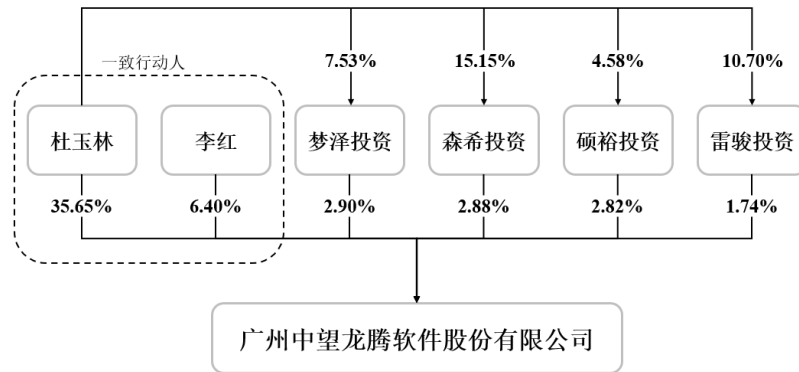 一致行动人
7.53%
15.15%
4.58%
10.70%
杜玉林
李红
梦泽投资
森希投资
硕裕投资
雷骏投资
35.65%
6.40%
2.90%
2.88%
2.82%
1.74%
广州中望龙腾软件股份有限公司